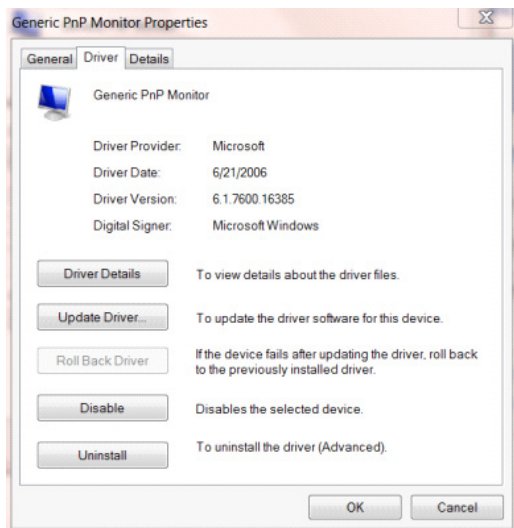 Generic PnP Monitor Properties
General Driver Details
Generic PnP Monitor
Driver Provider: Microsoft
Driver Date: 6/21/2006
Driver Version: 6.1.7600.16385
Digital Signer: Microsoft Windows
Driver Details To view details about the driver files.
Update Driver... To update the driver software for this device.
Roll Back Driver If the device fails after updating the driver, roll back
to the previously installed driver.
Disable Disables the selected device.
Uninstall To uninstall the driver (Advanced).
OK Cancel